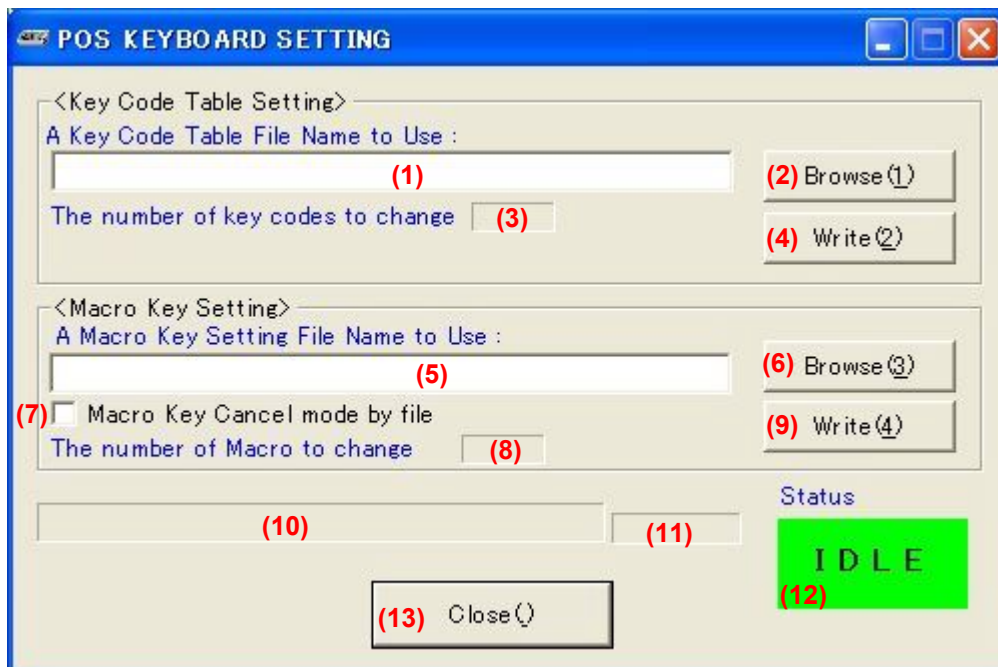 POS KEYBOARD SETTING
<Key Code Table Setting>
A Key Code Table File Name to Use :
(1)
(2) Browse(1)
The number of key codes to change (3)
(4) Write(2)
<Macro Key Setting>
A Macro Key Setting File Name to Use :
(5)
(6) Browse(3)
(7) Macro Key Cancel mode by file
(9) Write(4)
The number of Macro to change (8)
Status
(10)
(11)
IDLE
(12)
(13) Close()